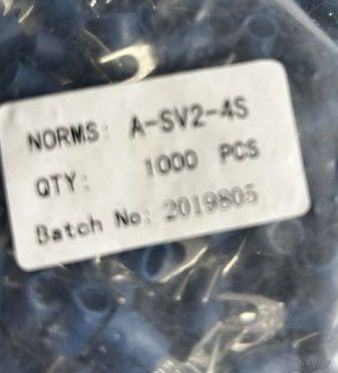 NORMS: A-SV2-4S
QTY: 1000 PCS
Batch No: 2019805